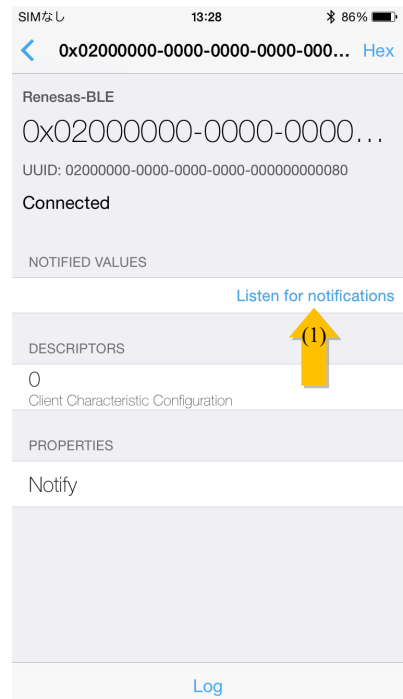 SIMなし 13:28 86%
0x02000000-0000-0000-0000-000... Hex
Renesas-BLE
0x02000000-0000-0000...
UUID: 02000000-0000-0000-0000-000000000080
Connected
NOTIFIED VALUES
Listen for notifications
(1)
DESCRIPTORS
0
Client Characteristic Configuration
PROPERTIES
Notify
Log